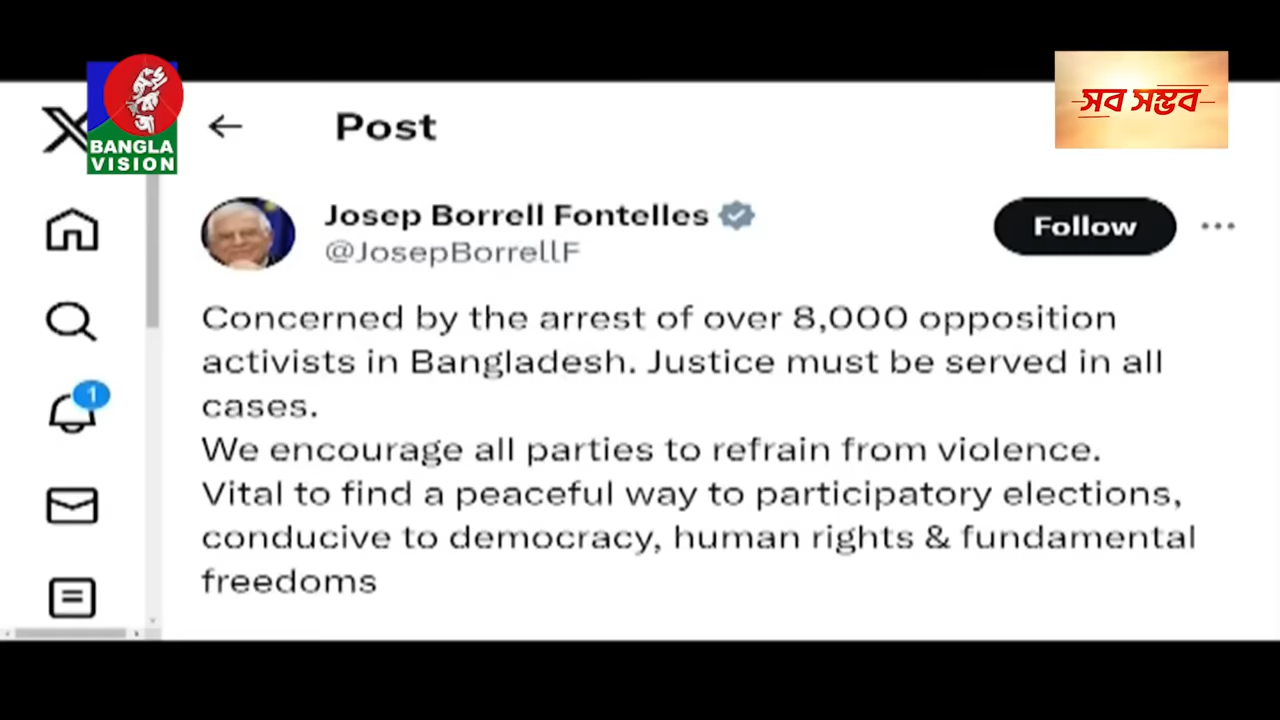 BANGLA
VISION
সব সম্ভব
Post
Josep Borrell Fontelles
@JosepBorrellF
Follow
Concerned by the arrest of over 8,000 opposition
activists in Bangladesh. Justice must be served in all
cases.
We encourage all parties to refrain from violence.
Vital to find a peaceful way to participatory elections,
conducive to democracy, human rights & fundamental
freedoms
1